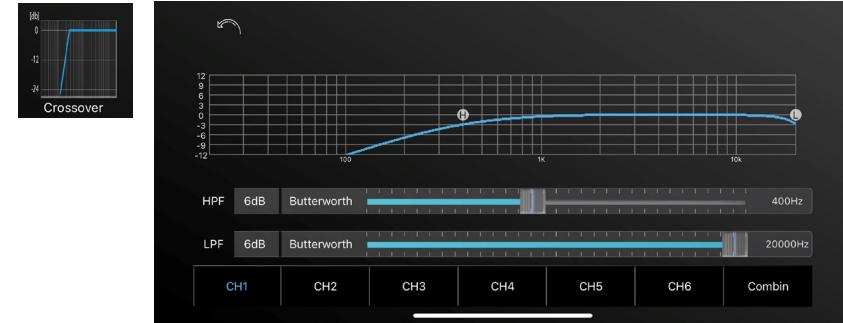 [db]
0
-12
-24
Crossover
12
9
6
3
0
-3
-6
-9
-12
H
L
100
1K
10k
HPF 6dB Butterworth 400Hz
LPF 6dB Butterworth 20000Hz
CH1 CH2 CH3 CH4 CH5 CH6 Combin